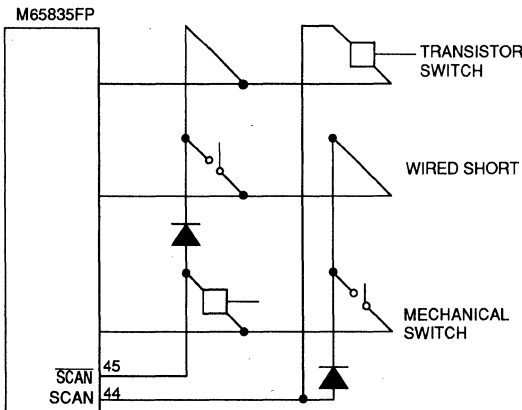 M65835FP
TRANSISTOR
SWITCH
WIRED SHORT
MECHANICAL
SWITCH
SCAN 45
SCAN 44